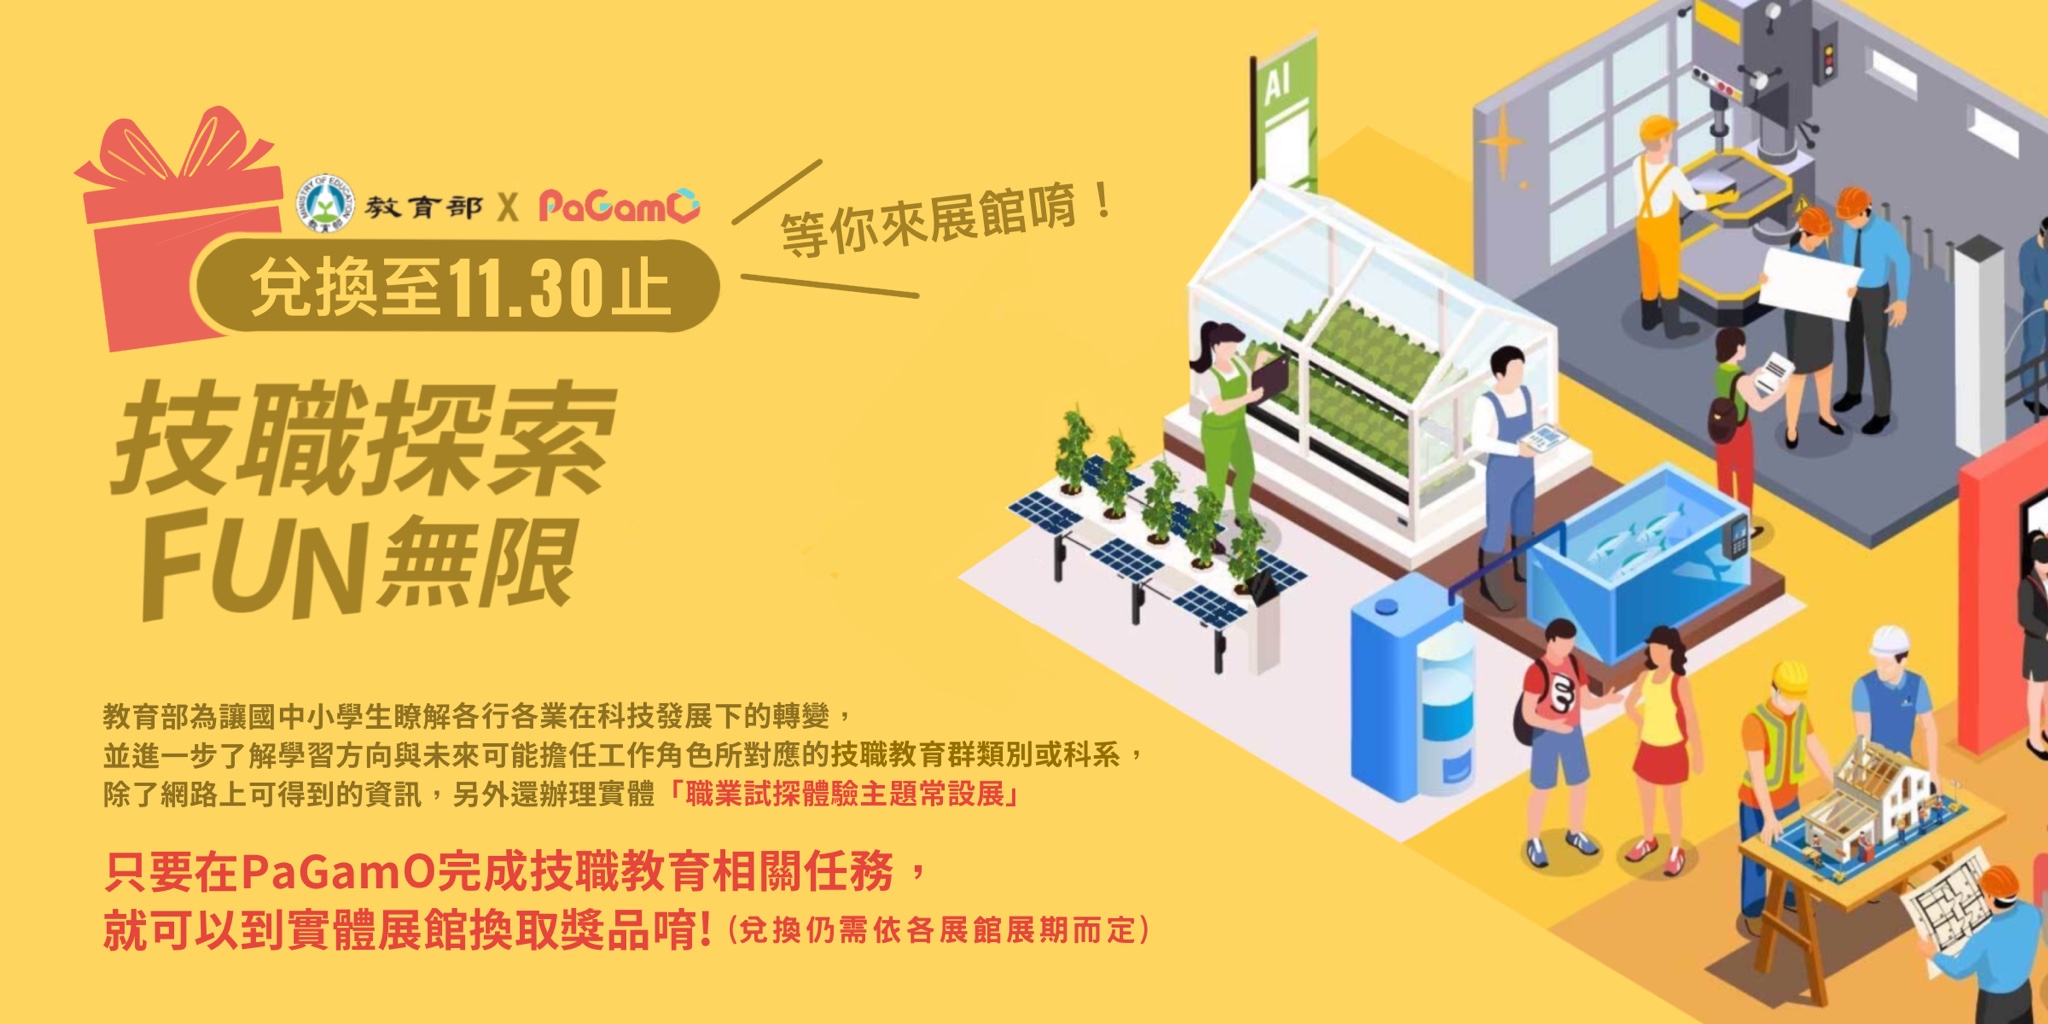 MINISTRY OF EDUCATION
教育部
教育部 X PaGamO
兌換至11.30止
等你來展館唷！
技職探索
FUN無限
教育部為讓國中小學生瞭解各行各業在科技發展下的轉變，
並進一步了解學習方向與未來可能擔任工作角色所對應的技職教育群類別或科系，
除了網路上可得到的資訊，另外還辦理實體「職業試探體驗主題常設展」
只要在PaGamO完成技職教育相關任務，
就可以到實體展館換取獎品唷!（兌換仍需依各展館展期而定）
AI